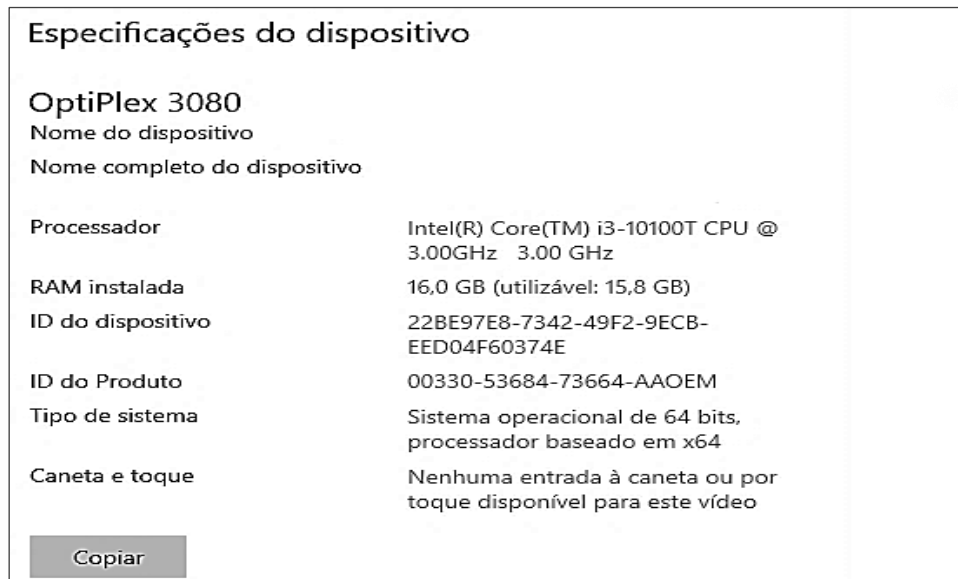 Especificações do dispositivo
OptiPlex 3080
Nome do dispositivo
Nome completo do dispositivo
Processador Intel(R) Core(TM) i3-10100T CPU @
3.00GHz 3.00 GHz
RAM instalada 16,0 GB (utilizável: 15,8 GB)
ID do dispositivo 22BE97E8-7342-49F2-9ECB-
EED04F60374E
ID do Produto 00330-53684-73664-AAOEM
Tipo de sistema Sistema operacional de 64 bits,
processador baseado em x64
Caneta e toque Nenhuma entrada à caneta ou por
toque disponível para este vídeo
Copiar